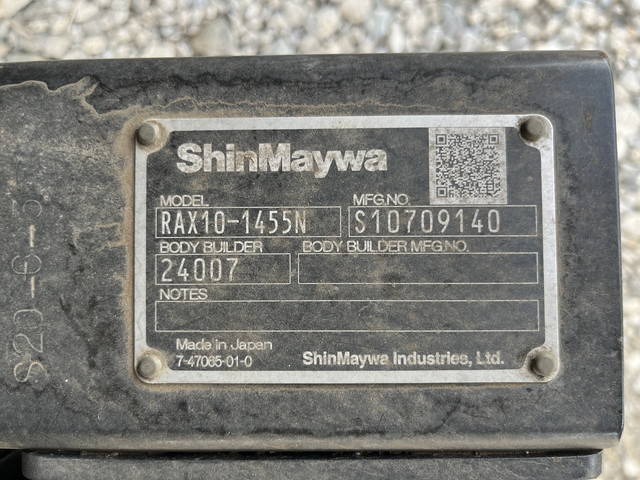 ShinMaywa
MODEL MFG.NO.
RAX10-1455N S10709140
BODY BUILDER BODY BUILDER MFG NO.
24007
NOTES
Made in Japan
7-47065-01-0 ShinMaywa Industries, Ltd.